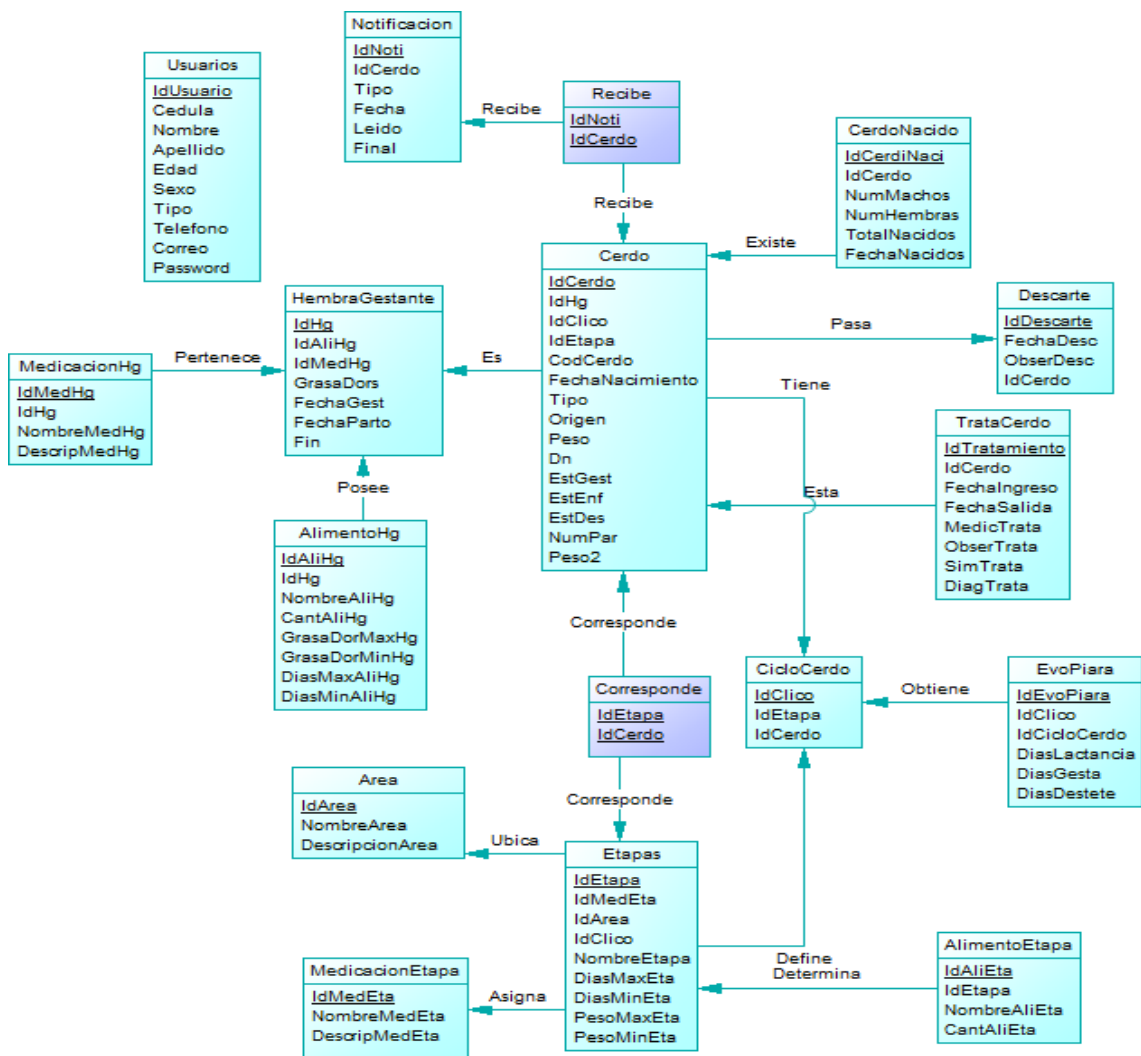 Notificacion
IdNoti
IdCerdo
Tipo
Fecha
Leido
Final
Usuarios
IdUsuario
Cedula
Nombre
Apellido
Edad
Sexo
Tipo
Telefono
Correo
Password
Recibe
Recibe
IdNoti
IdCerdo
Recibe
CerdoNacido
IdCerdiNaci
IdCerdo
NumMachos
NumHembras
TotalNacidos
FechaNacidos
Existe
Cerdo
IdCerdo
IdHg
IdClico
IdEtapa
CodCerdo
FechaNacimiento
Tipo
Origen
Peso
Dn
EstGest
EstEnf
EstDes
NumPar
Peso2
HembraGestante
IdHg
IdAliHg
IdMedHg
GrasaDors
FechaGest
FechaParto
Fin
Es
Pertenece
MedicacionHg
IdMedHg
IdHg
NombreMedHg
DescripMedHg
Posee
AlimentoHg
IdAliHg
IdHg
NombreAliHg
CantAliHg
GrasaDorMaxHg
GrasaDorMinHg
DiasMaxAliHg
DiasMinAliHg
Pasa
Descarte
IdDescarte
FechaDesc
ObserDesc
IdCerdo
Tiene
Esta
TrataCerdo
IdTratamiento
IdCerdo
FechaIngreso
FechaSalida
MedicTrata
ObserTrata
SimTrata
DiagTrata
Corresponde
Corresponde
IdEtapa
IdCerdo
Corresponde
CicloCerdo
IdClico
IdEtapa
IdCerdo
Obtiene
EvoPiara
IdEvoPiara
IdClico
IdCicloCerdo
DiasLactancia
DiasGesta
DiasDestete
Area
IdArea
NombreArea
DescripcionArea
Ubica
Etapas
IdEtapa
IdMedEta
IdArea
IdClico
NombreEtapa
DiasMaxEta
DiasMinEta
PesoMaxEta
PesoMinEta
Define
Determina
AlimentoEtapa
IdAliEta
IdEtapa
NombreAliEta
CantAliEta
MedicacionEtapa
IdMedEta
NombreMedEta
DescripMedEta
Asigna